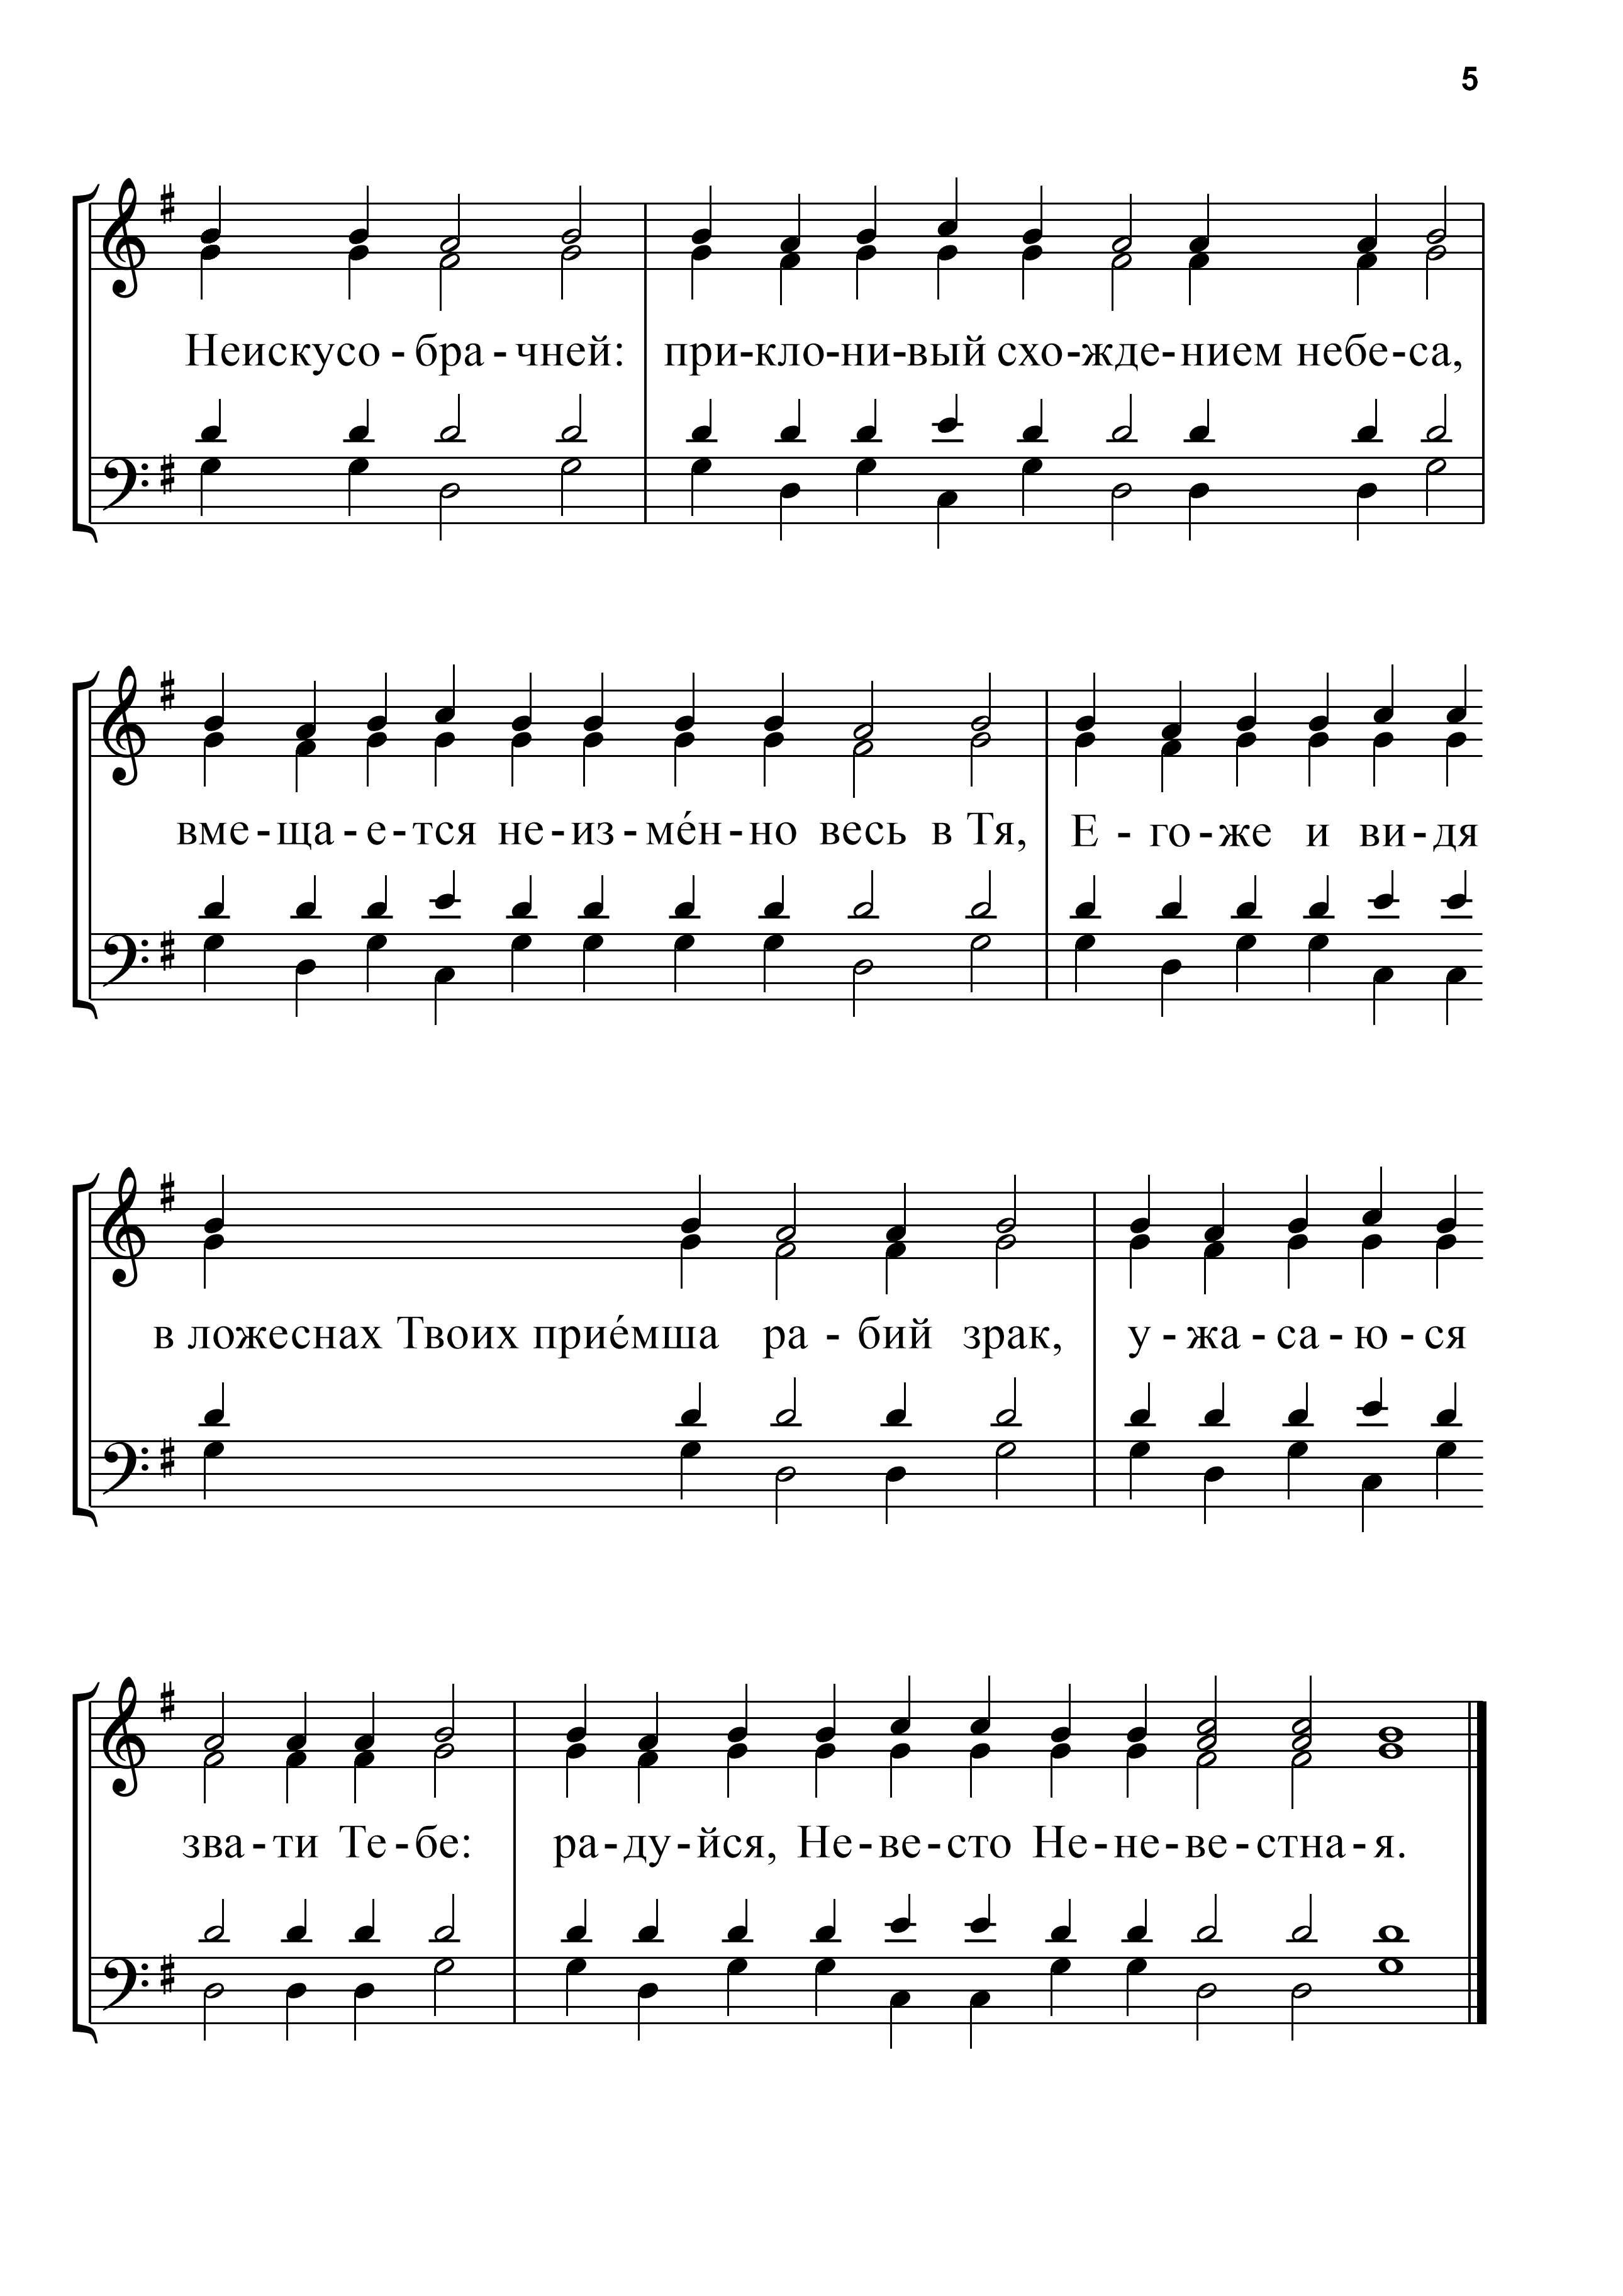 5
Неискусо - бра - чней: при-кло-ни-вый схо-жде-нием небе-са,
вме-ща-е-тся не-из-ме́н-но весь в Тя, Е - го-же и ви-дя
в ложеснах Твоих прие́мша ра - бий зрак, у-жа-са-ю-ся
зва-ти Те-бе: ра-ду-йся, Не-ве-сто Не-не-ве-стна-я.